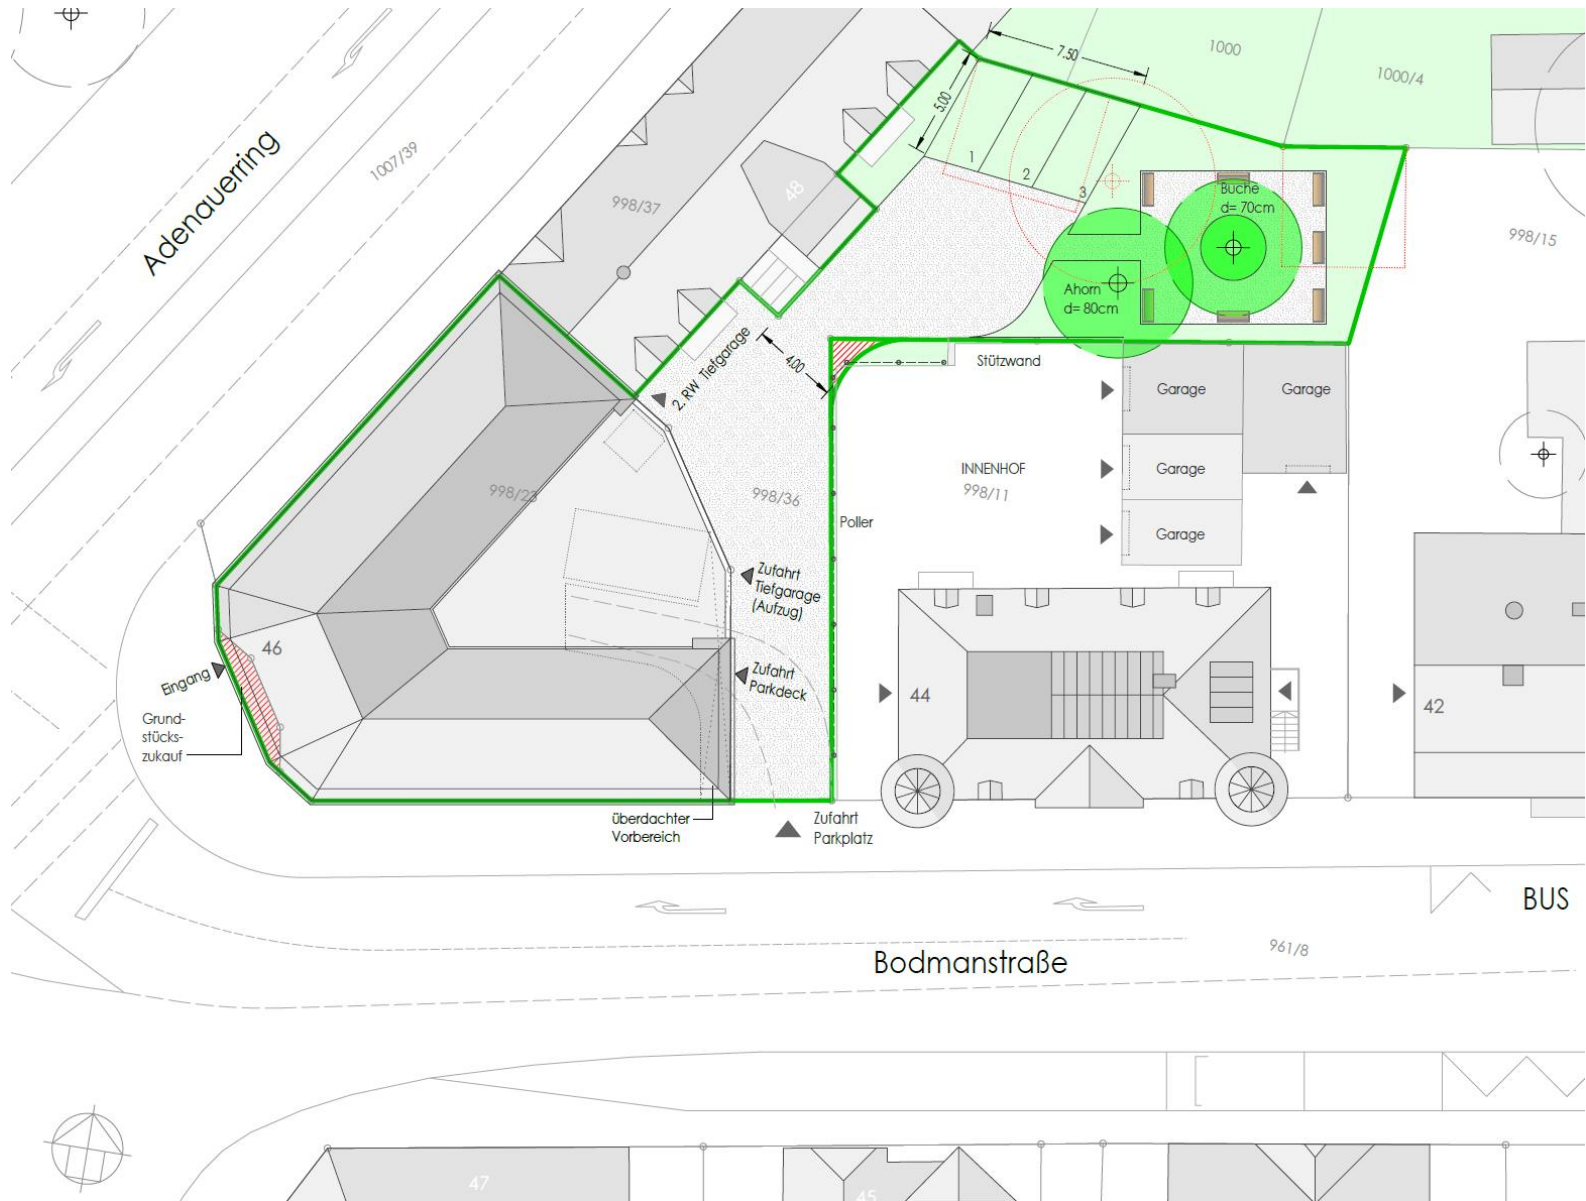 7.50
1000
1000/4
5.00
Adenauerring
1007/39
1
2
3
48
998/37
Buche
d= 70cm
998/15
Ahorn
d= 80cm
2. RW Tiefgarage
4.00
Stützwand
Garage
Garage
998/23
998/36
INNENHOF
998/11
Garage
Poller
Garage
Zufahrt
Tiefgarage
(Aufzug)
46
Eingang
Zufahrt
Parkdeck
44
42
Grund-
stücks-
zukauf
überdachter
Vorbereich
Zufahrt
Parkplatz
BUS
Bodmanstraße
961/8
47
45